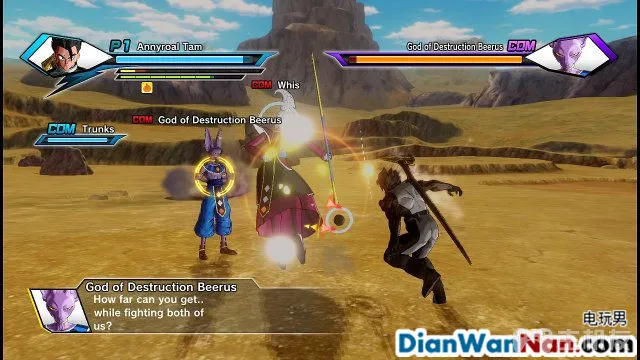 P1 Annyroal Tam
God of Destruction Beerus COM
COM Whis
COM God of Destruction Beerus
COM Trunks
God of Destruction Beerus
How far can you get..
while fighting both of
us?
电玩男
DianWanNan.com